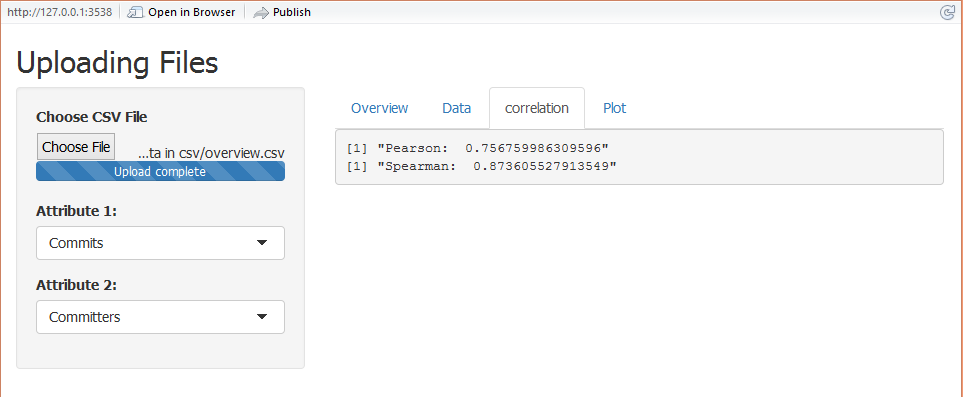 http://127.0.0.1:3538 Open in Browser Publish
Uploading Files
Choose CSV File
Choose File ...ta in csv/overview.csv
Upload complete
Attribute 1:
Commits
Attribute 2:
Committers
Overview Data correlation Plot
[1] "Pearson:  0.756759986309596"
[1] "Spearman:  0.873605527913549"